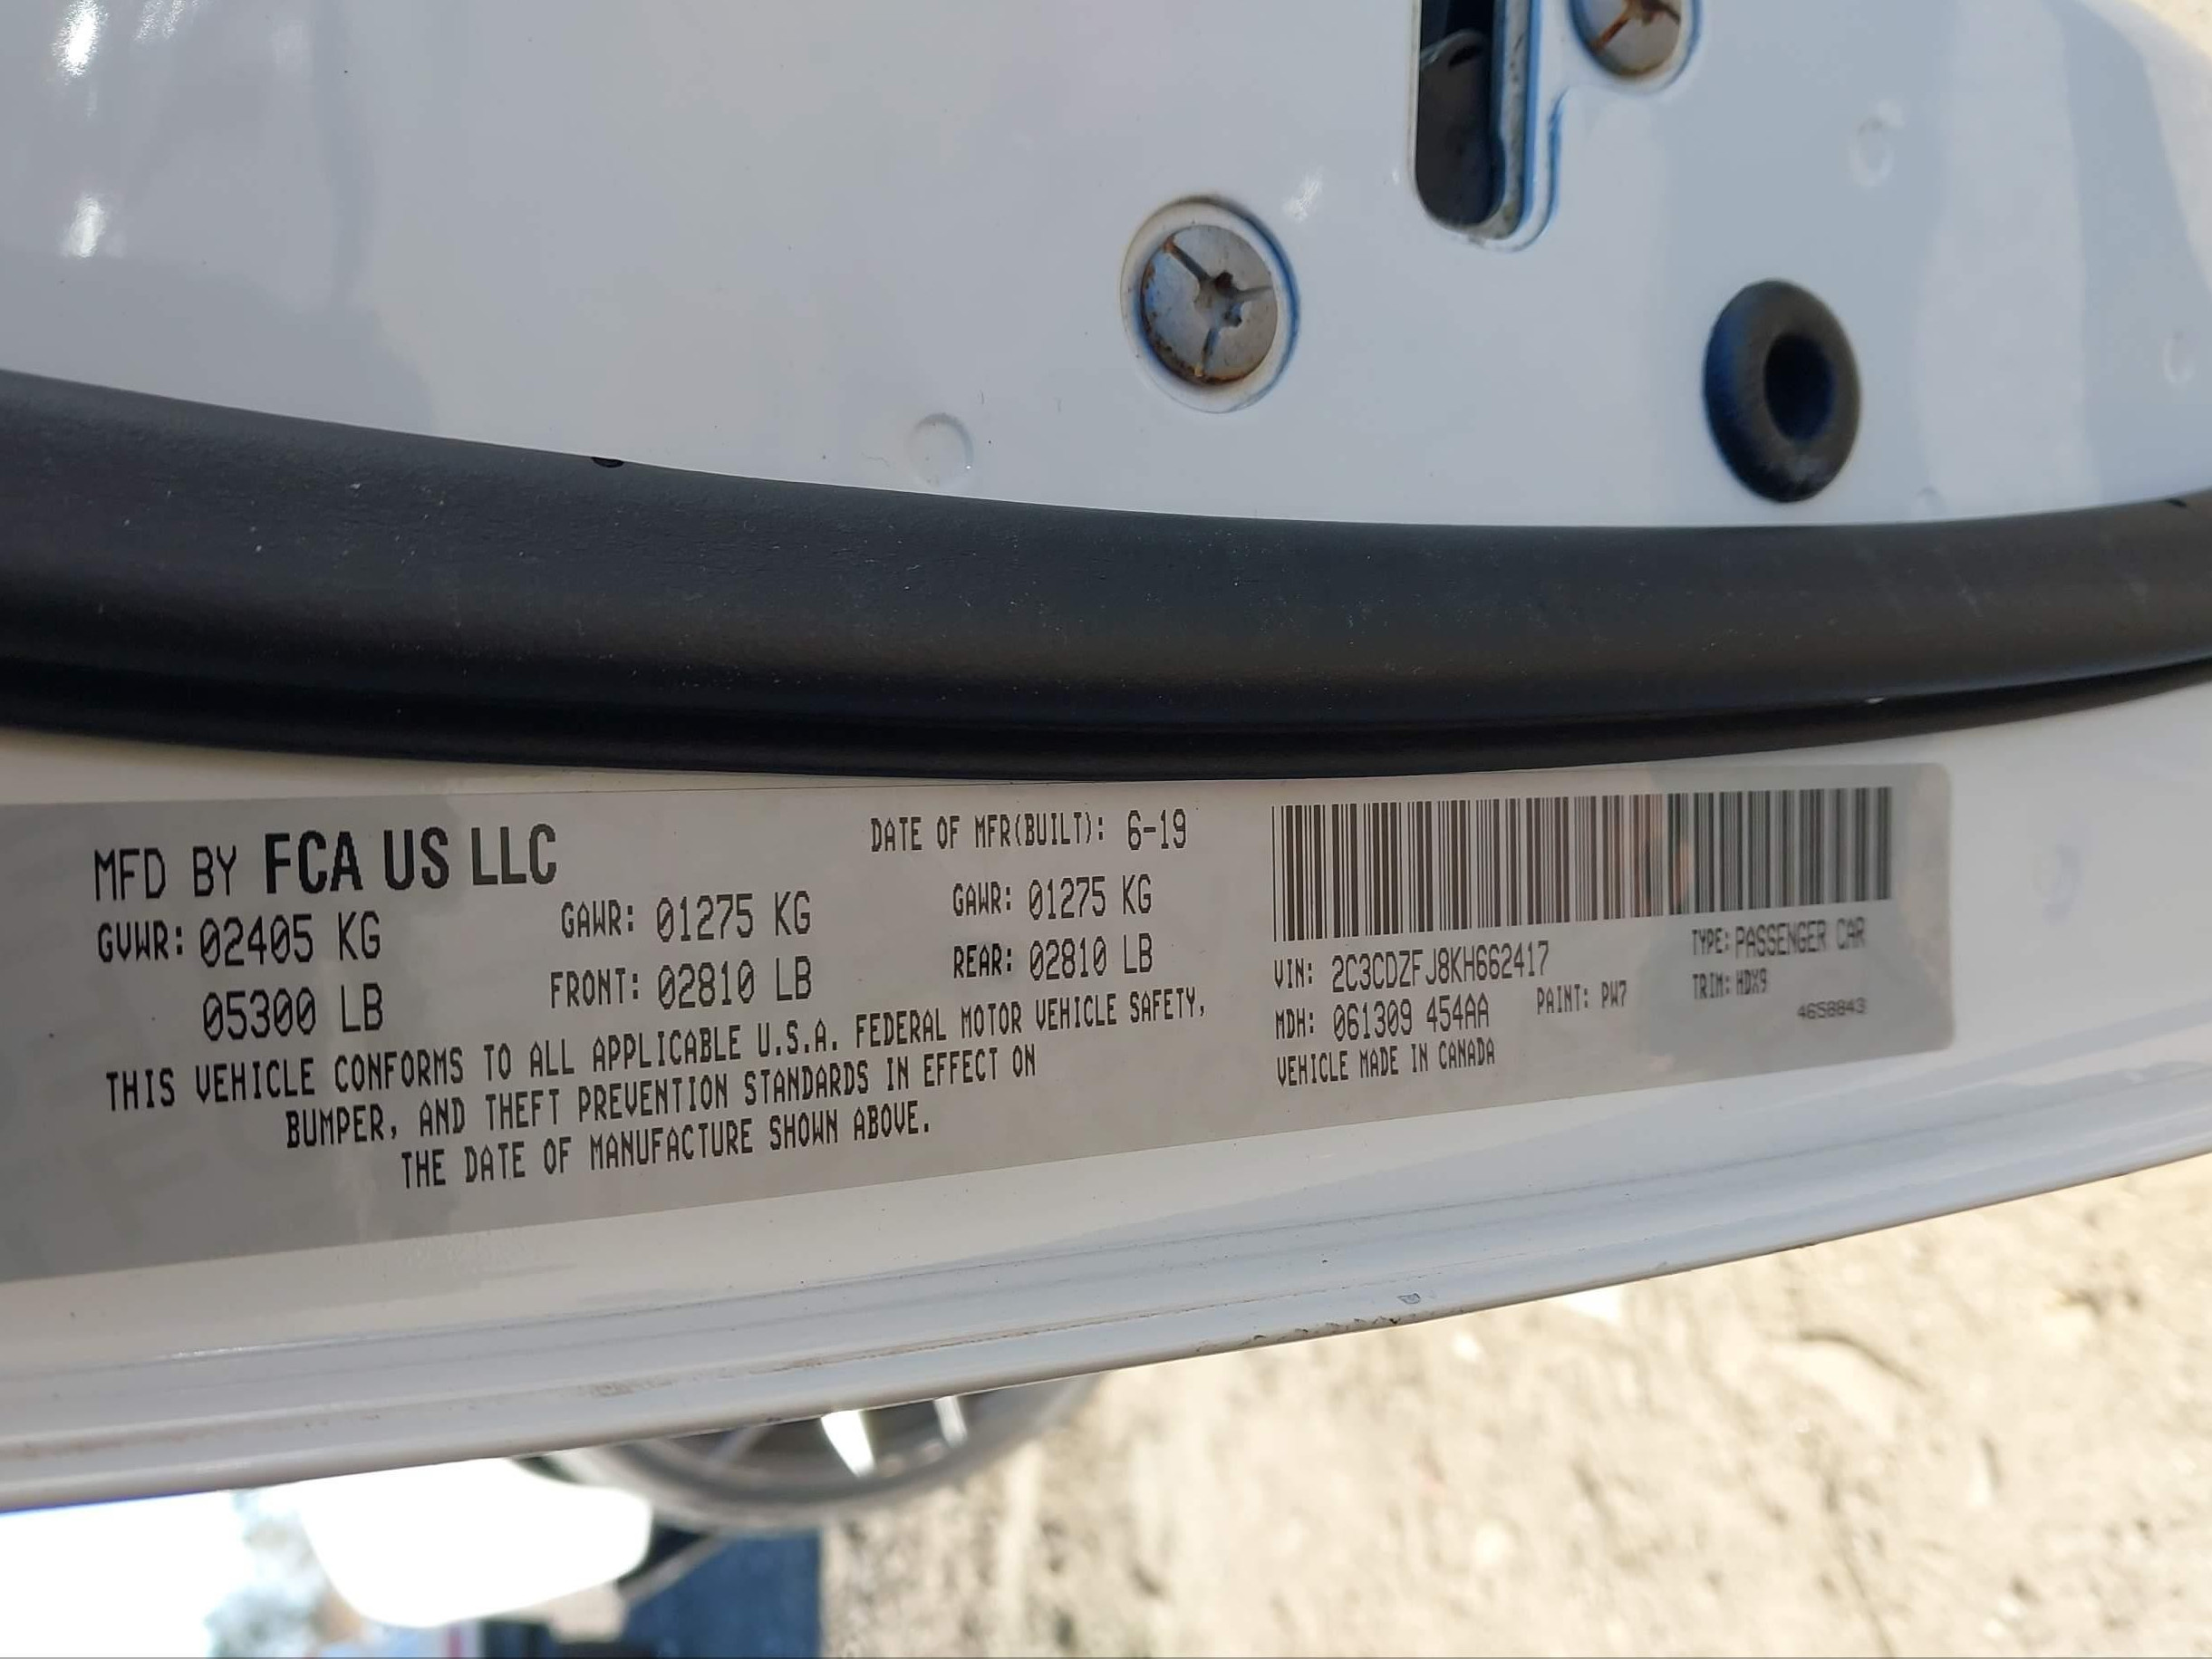 MFD BY FCA US LLC
DATE OF MFR(BUILT): 6-19
GVWR: 02405 KG
05300 LB
GAWR: 01275 KG
FRONT: 02810 LB
GAWR: 01275 KG
REAR: 02810 LB
THIS VEHICLE CONFORMS TO ALL APPLICABLE U.S.A. FEDERAL MOTOR VEHICLE SAFETY,
BUMPER, AND THEFT PREVENTION STANDARDS IN EFFECT ON
THE DATE OF MANUFACTURE SHOWN ABOVE.
VIN: 2C3CDZFJ8KH662417
TYPE: PASSENGER CAR
MDH: 061309 454AA
PAINT: PW7
TRIM: HDX9
VEHICLE MADE IN CANADA
4658843